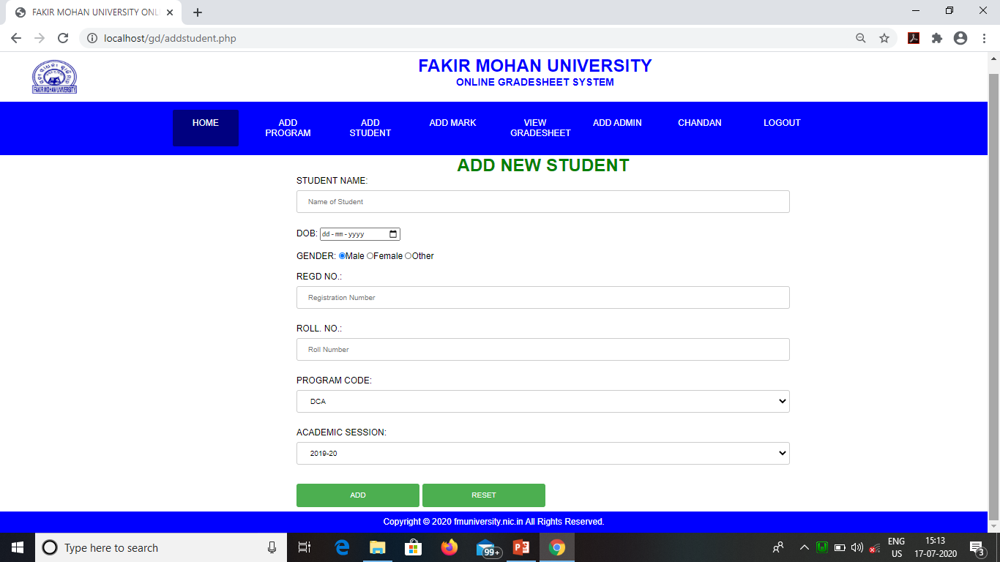 FAKIR MOHAN UNIVERSITY ONLI
localhost/gd/addstudent.php
FAKIR MOHAN UNIVERSITY
FAKIR MOHAN UNIVERSITY
ONLINE GRADESHEET SYSTEM
HOME ADD PROGRAM ADD STUDENT ADD MARK VIEW GRADESHEET ADD ADMIN CHANDAN LOGOUT
ADD NEW STUDENT
STUDENT NAME:
Name of Student
DOB: dd-mm-yyyy
GENDER: Male Female Other
REGD NO.:
Registration Number
ROLL. NO.:
Roll Number
PROGRAM CODE:
DCA
ACADEMIC SESSION:
2019-20
ADD RESET
Copyright © 2020 fmuniversity.nic.in All Rights Reserved.
Type here to search
99+
ENG
US
15:13
17-07-2020
3